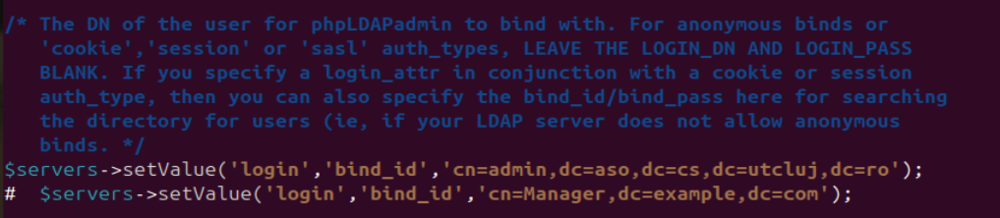 /* The DN of the user for phpLDAPadmin to bind with. For anonymous binds or
'cookie','session' or 'sasl' auth_types, LEAVE THE LOGIN_DN AND LOGIN_PASS
BLANK. If you specify a login_attr in conjunction with a cookie or session
auth_type, then you can also specify the bind_id/bind_pass here for searching
the directory for users (ie, if your LDAP server does not allow anonymous
binds. */
$servers->setValue('login','bind_id','cn=admin,dc=aso,dc=cs,dc=utcluj,dc=ro');
#  $servers->setValue('login','bind_id','cn=Manager,dc=example,dc=com');